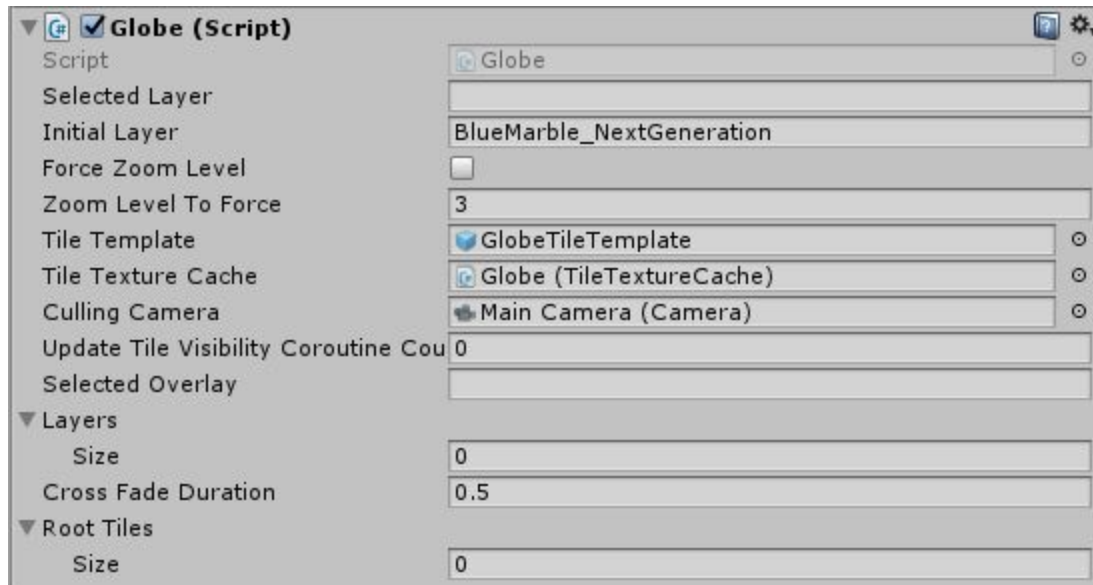 Globe (Script)
Script Globe
Selected Layer
Initial Layer BlueMarble_NextGeneration
Force Zoom Level
Zoom Level To Force 3
Tile Template GlobeTileTemplate
Tile Texture Cache Globe (TileTextureCache)
Culling Camera Main Camera (Camera)
Update Tile Visibility Coroutine Cou 0
Selected Overlay
Layers
Size 0
Cross Fade Duration 0.5
Root Tiles
Size 0